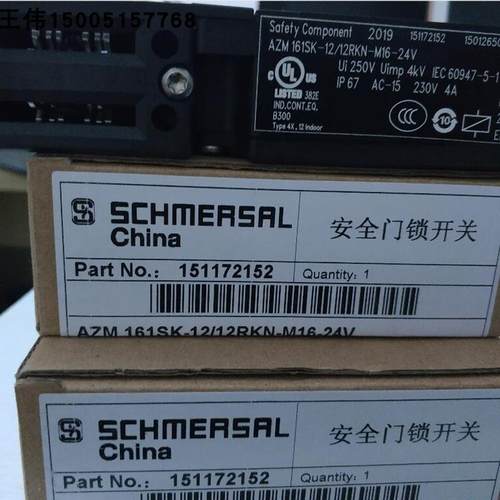 王伟15005157768
Safety Component 2019 151172152
AZM 161SK-12/12RKN-M16-24V
Ui 250V Uimp 4kV IEC 60947-5-1
IP 67 AC-15 230V 4A
C UL US
LISTED 382E
IND.CONT.EQ.
B300
Type 4X, 12 Indoor
CCC
10
SCHMERSAL
China
安全门锁开关
Part No.: 151172152
Quantity: 1
AZM 161SK-12/12RKN-M16-24V
SCHMERSAL
China
安全门锁开关
Part No.: 151172152
Quantity: 1